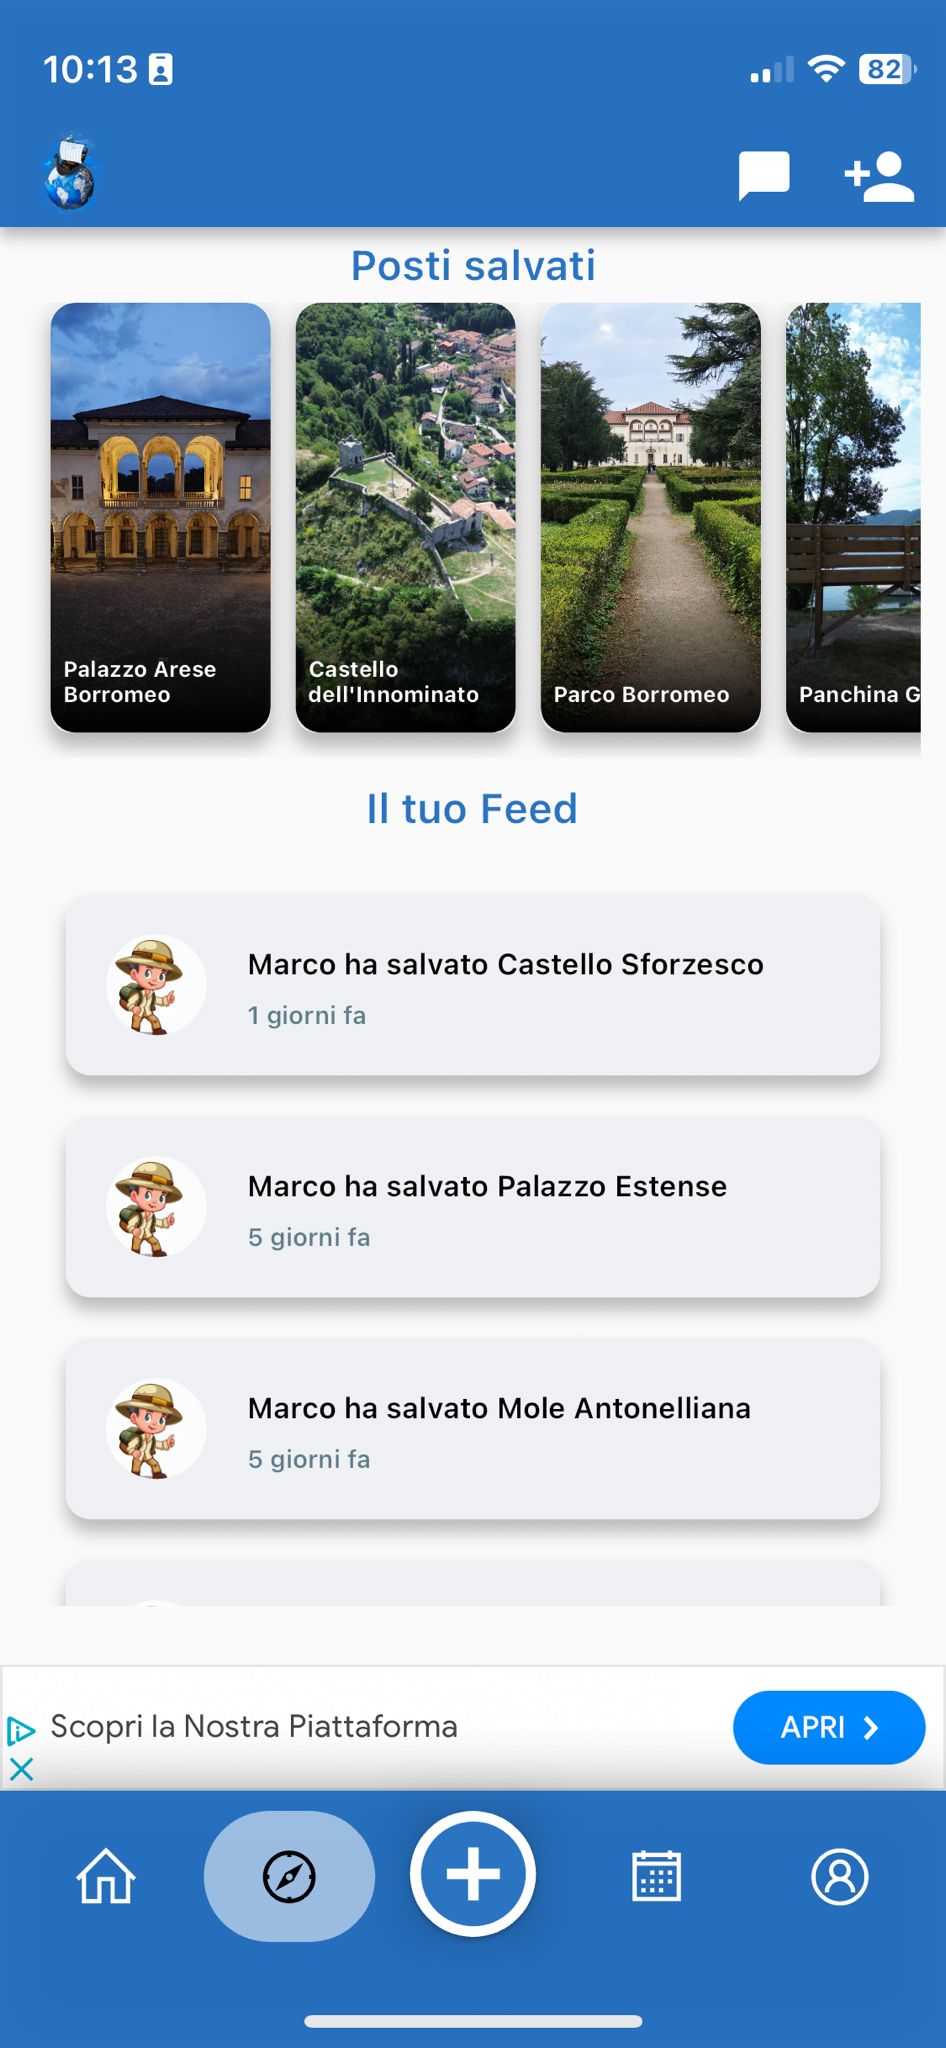 10:13
82
Posti salvati
Palazzo Arese
Borromeo
Castello
dell'Innominato
Parco Borromeo
Panchina G
Il tuo Feed
Marco ha salvato Castello Sforzesco
1 giorni fa
Marco ha salvato Palazzo Estense
5 giorni fa
Marco ha salvato Mole Antonelliana
5 giorni fa
Scopri la Nostra Piattaforma
APRI